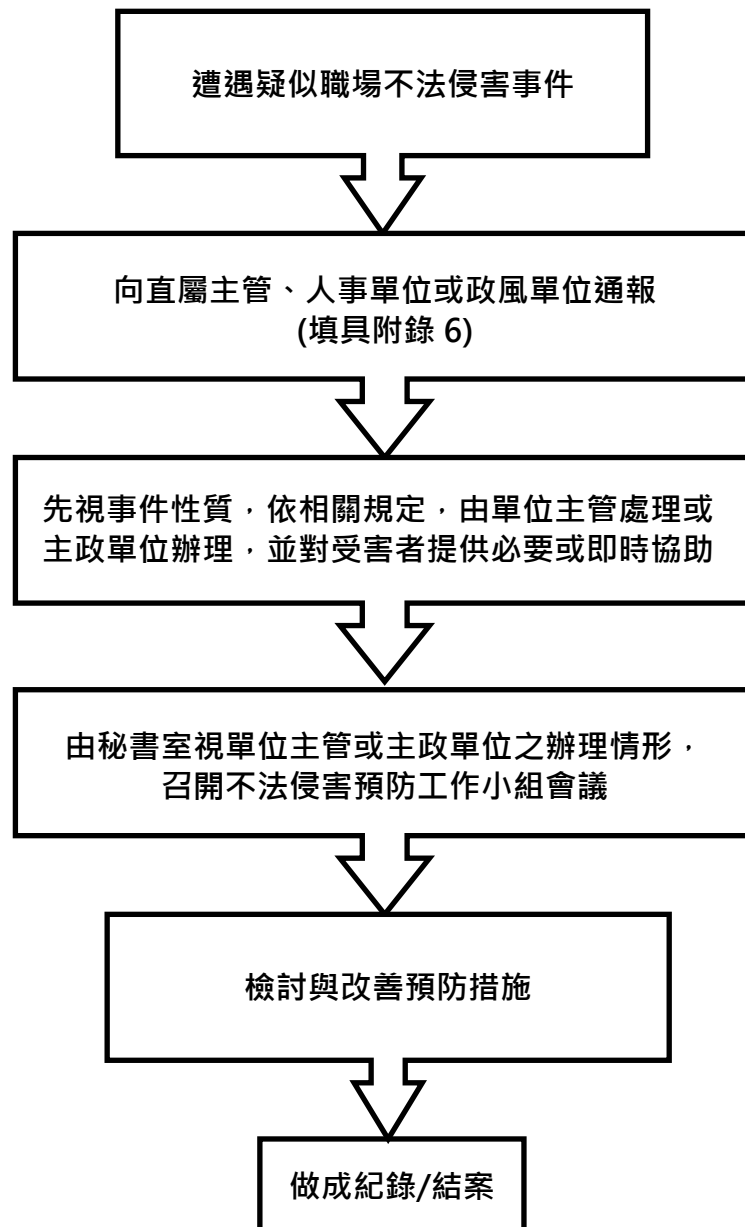 遭遇疑似職場不法侵害事件
向直屬主管、人事單位或政風單位通報
(填具附錄 6)
先視事件性質，依相關規定，由單位主管處理或
主政單位辦理，並對受害者提供必要或即時協助
由秘書室視單位主管或主政單位之辦理情形，
召開不法侵害預防工作小組會議
檢討與改善預防措施
做成紀錄/結案